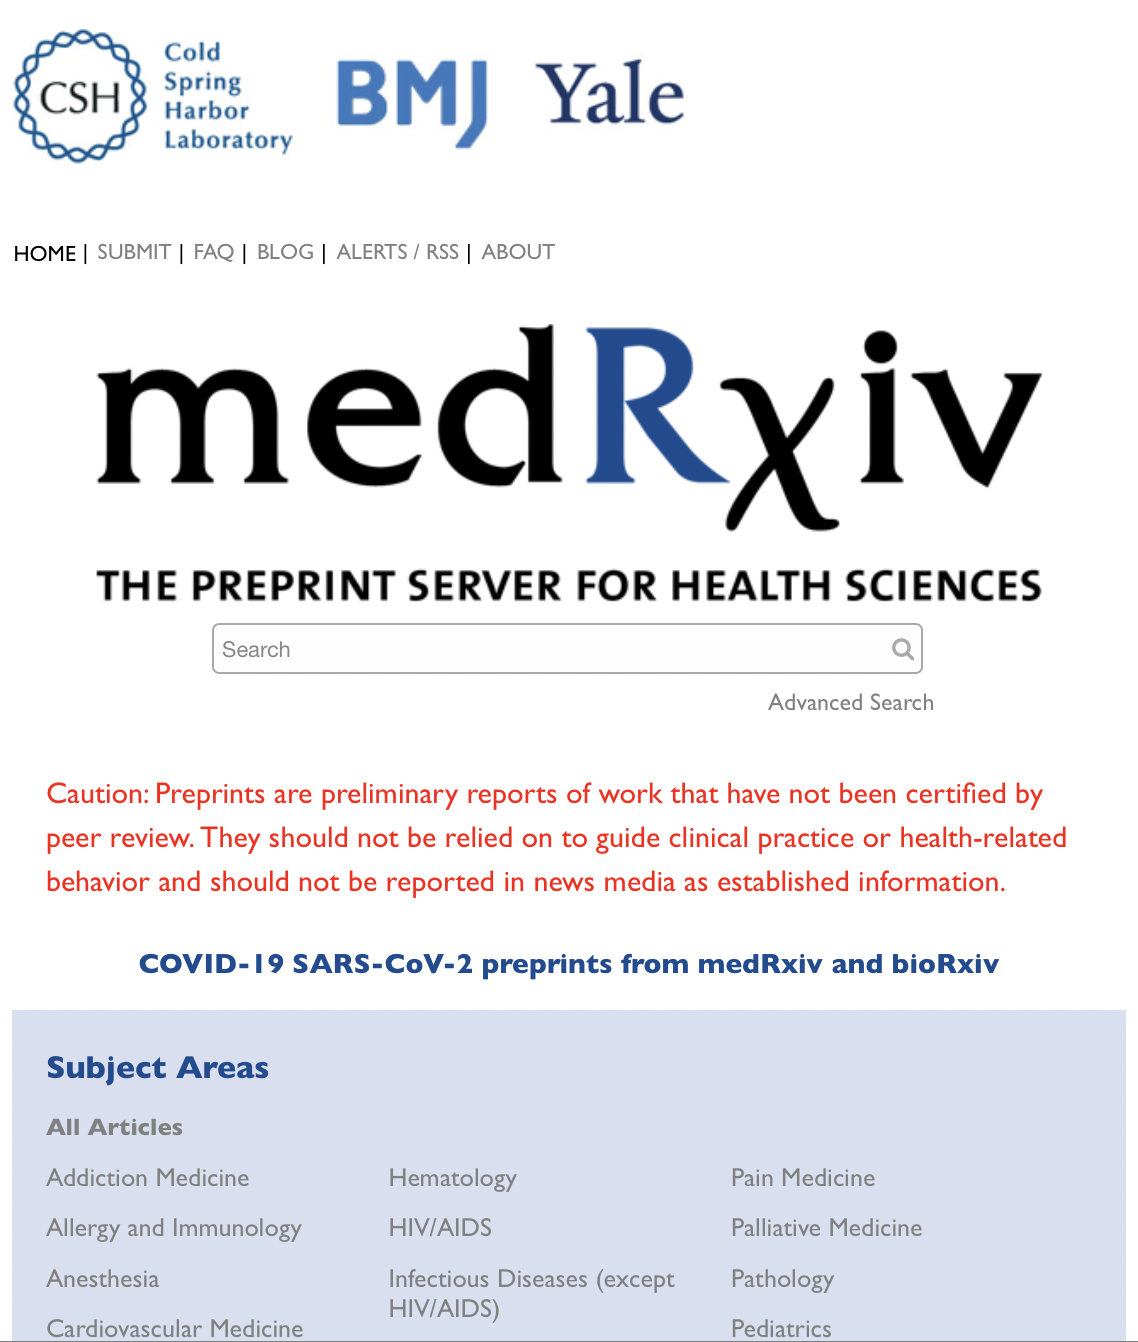 CSH
Cold
Spring
Harbor
Laboratory
BMJ
Yale
HOME | SUBMIT | FAQ | BLOG | ALERTS / RSS | ABOUT
medRxiv
THE PREPRINT SERVER FOR HEALTH SCIENCES
Search
Advanced Search
Caution: Preprints are preliminary reports of work that have not been certified by
peer review. They should not be relied on to guide clinical practice or health-related
behavior and should not be reported in news media as established information.
COVID-19 SARS-CoV-2 preprints from medRxiv and bioRxiv
Subject Areas
All Articles
Addiction Medicine
Allergy and Immunology
Anesthesia
Cardiovascular Medicine
Hematology
HIV/AIDS
Infectious Diseases (except
HIV/AIDS)
Pain Medicine
Palliative Medicine
Pathology
Pediatrics